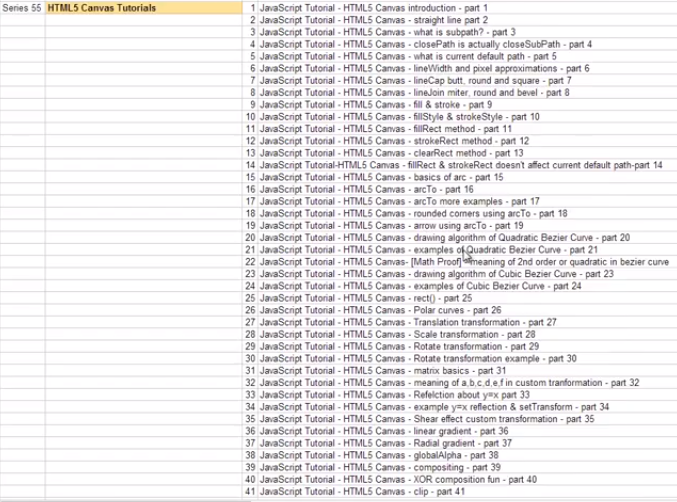 Series 55 HTML5 Canvas Tutorials 1 JavaScript Tutorial - HTML5 Canvas introduction - part 1
2 JavaScript Tutorial - HTML5 Canvas - straight line part 2
3 JavaScript Tutorial - HTML5 Canvas - what is subpath? - part 3
4 JavaScript Tutorial - HTML5 Canvas - closePath is actually closeSubPath - part 4
5 JavaScript Tutorial - HTML5 Canvas - what is current default path - part 5
6 JavaScript Tutorial - HTML5 Canvas - lineWidth and pixel approximations - part 6
7 JavaScript Tutorial - HTML5 Canvas - lineCap butt, round and square - part 7
8 JavaScript Tutorial - HTML5 Canvas - lineJoin miter, round and bevel - part 8
9 JavaScript Tutorial - HTML5 Canvas - fill & stroke - part 9
10 JavaScript Tutorial - HTML5 Canvas - fillStyle & strokeStyle - part 10
11 JavaScript Tutorial - HTML5 Canvas - fillRect method - part 11
12 JavaScript Tutorial - HTML5 Canvas - strokeRect method - part 12
13 JavaScript Tutorial - HTML5 Canvas - clearRect method - part 13
14 JavaScript Tutorial-HTML5 Canvas - fillRect & strokeRect doesn't affect current default path-part 14
15 JavaScript Tutorial - HTML5 Canvas - basics of arc - part 15
16 JavaScript Tutorial - HTML5 Canvas - arcTo - part 16
17 JavaScript Tutorial - HTML5 Canvas - arcTo more examples - part 17
18 JavaScript Tutorial - HTML5 Canvas - rounded corners using arcTo - part 18
19 JavaScript Tutorial - HTML5 Canvas - arrow using arcTo - part 19
20 JavaScript Tutorial - HTML5 Canvas - drawing algorithm of Quadratic Bezier Curve - part 20
21 JavaScript Tutorial - HTML5 Canvas - examples of Quadratic Bezier Curve - part 21
22 JavaScript Tutorial - HTML5 Canvas- [Math Proof] - meaning of 2nd order or quadratic in bezier curve
23 JavaScript Tutorial - HTML5 Canvas - drawing algorithm of Cubic Bezier Curve - part 23
24 JavaScript Tutorial - HTML5 Canvas - examples of Cubic Bezier Curve - part 24
25 JavaScript Tutorial - HTML5 Canvas - rect() - part 25
26 JavaScript Tutorial - HTML5 Canvas - Polar curves - part 26
27 JavaScript Tutorial - HTML5 Canvas - Translation transformation - part 27
28 JavaScript Tutorial - HTML5 Canvas - Scale transformation - part 28
29 JavaScript Tutorial - HTML5 Canvas - Rotate transformation - part 29
30 JavaScript Tutorial - HTML5 Canvas - Rotate transformation example - part 30
31 JavaScript Tutorial - HTML5 Canvas - matrix basics - part 31
32 JavaScript Tutorial - HTML5 Canvas - meaning of a,b,c,d,e,f in custom tranformation - part 32
33 JavaScript Tutorial - HTML5 Canvas - Refelction about y=x part 33
34 JavaScript Tutorial - HTML5 Canvas - example y=x reflection & setTransform - part 34
35 JavaScript Tutorial - HTML5 Canvas - Shear effect custom transformation - part 35
36 JavaScript Tutorial - HTML5 Canvas - linear gradient - part 36
37 JavaScript Tutorial - HTML5 Canvas - Radial gradient - part 37
38 JavaScript Tutorial - HTML5 Canvas - globalAlpha - part 38
39 JavaScript Tutorial - HTML5 Canvas - compositing - part 39
40 JavaScript Tutorial - HTML5 Canvas - XOR composition fun - part 40
41 JavaScript Tutorial - HTML5 Canvas - clip - part 41